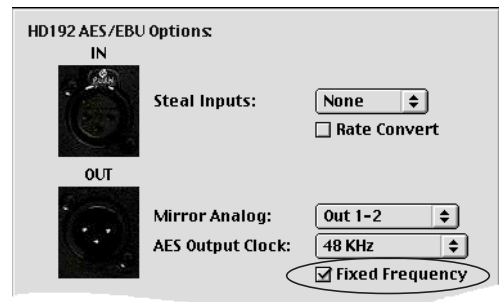 HD192 AES/EBU Options:
IN
PUSH
Steal Inputs:
None
Rate Convert
OUT
Mirror Analog:
Out 1-2
AES Output Clock:
48 KHz
Fixed Frequency